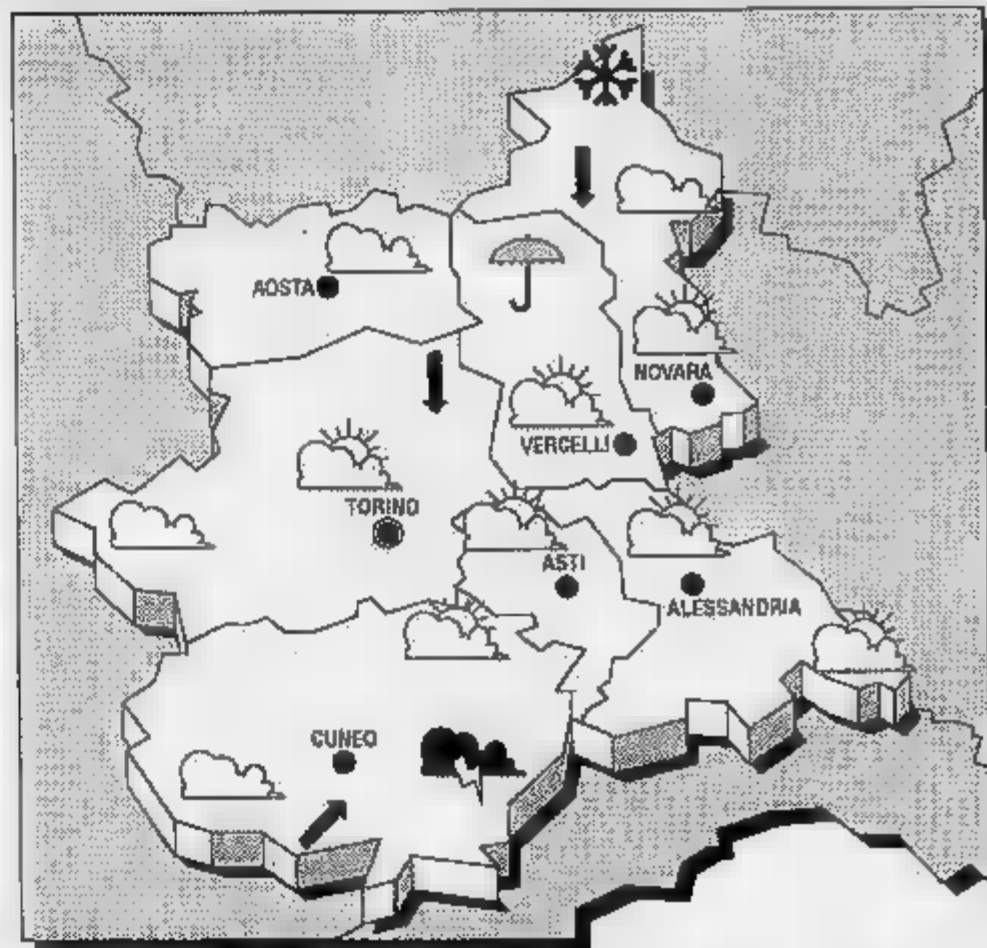 AOSTA
NOVARA
VERCELLI
TORINO
ASTI
ALESSANDRIA
CUNEO